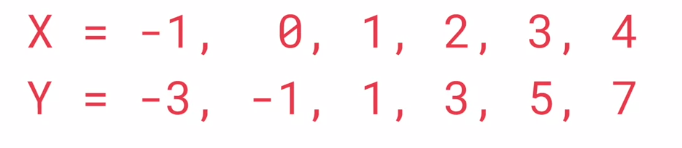 X = -1, 0, 1, 2, 3, 4
Y = -3, -1, 1, 3, 5, 7